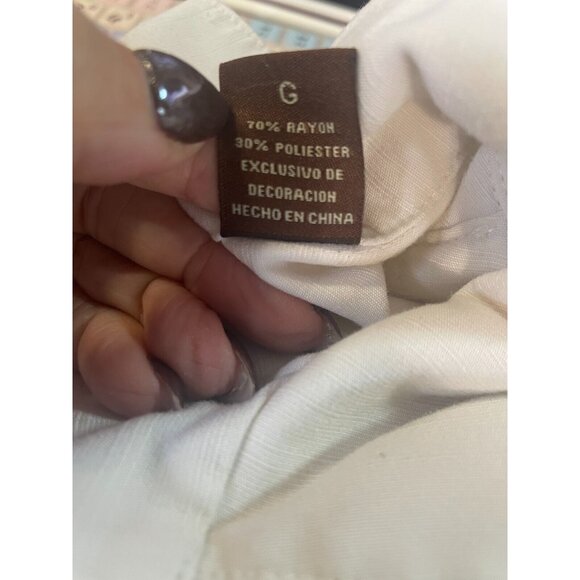 G
70% RAYON
30% POLIESTER
EXCLUSIVO DE
DECORACION
HECHO EN CHINA